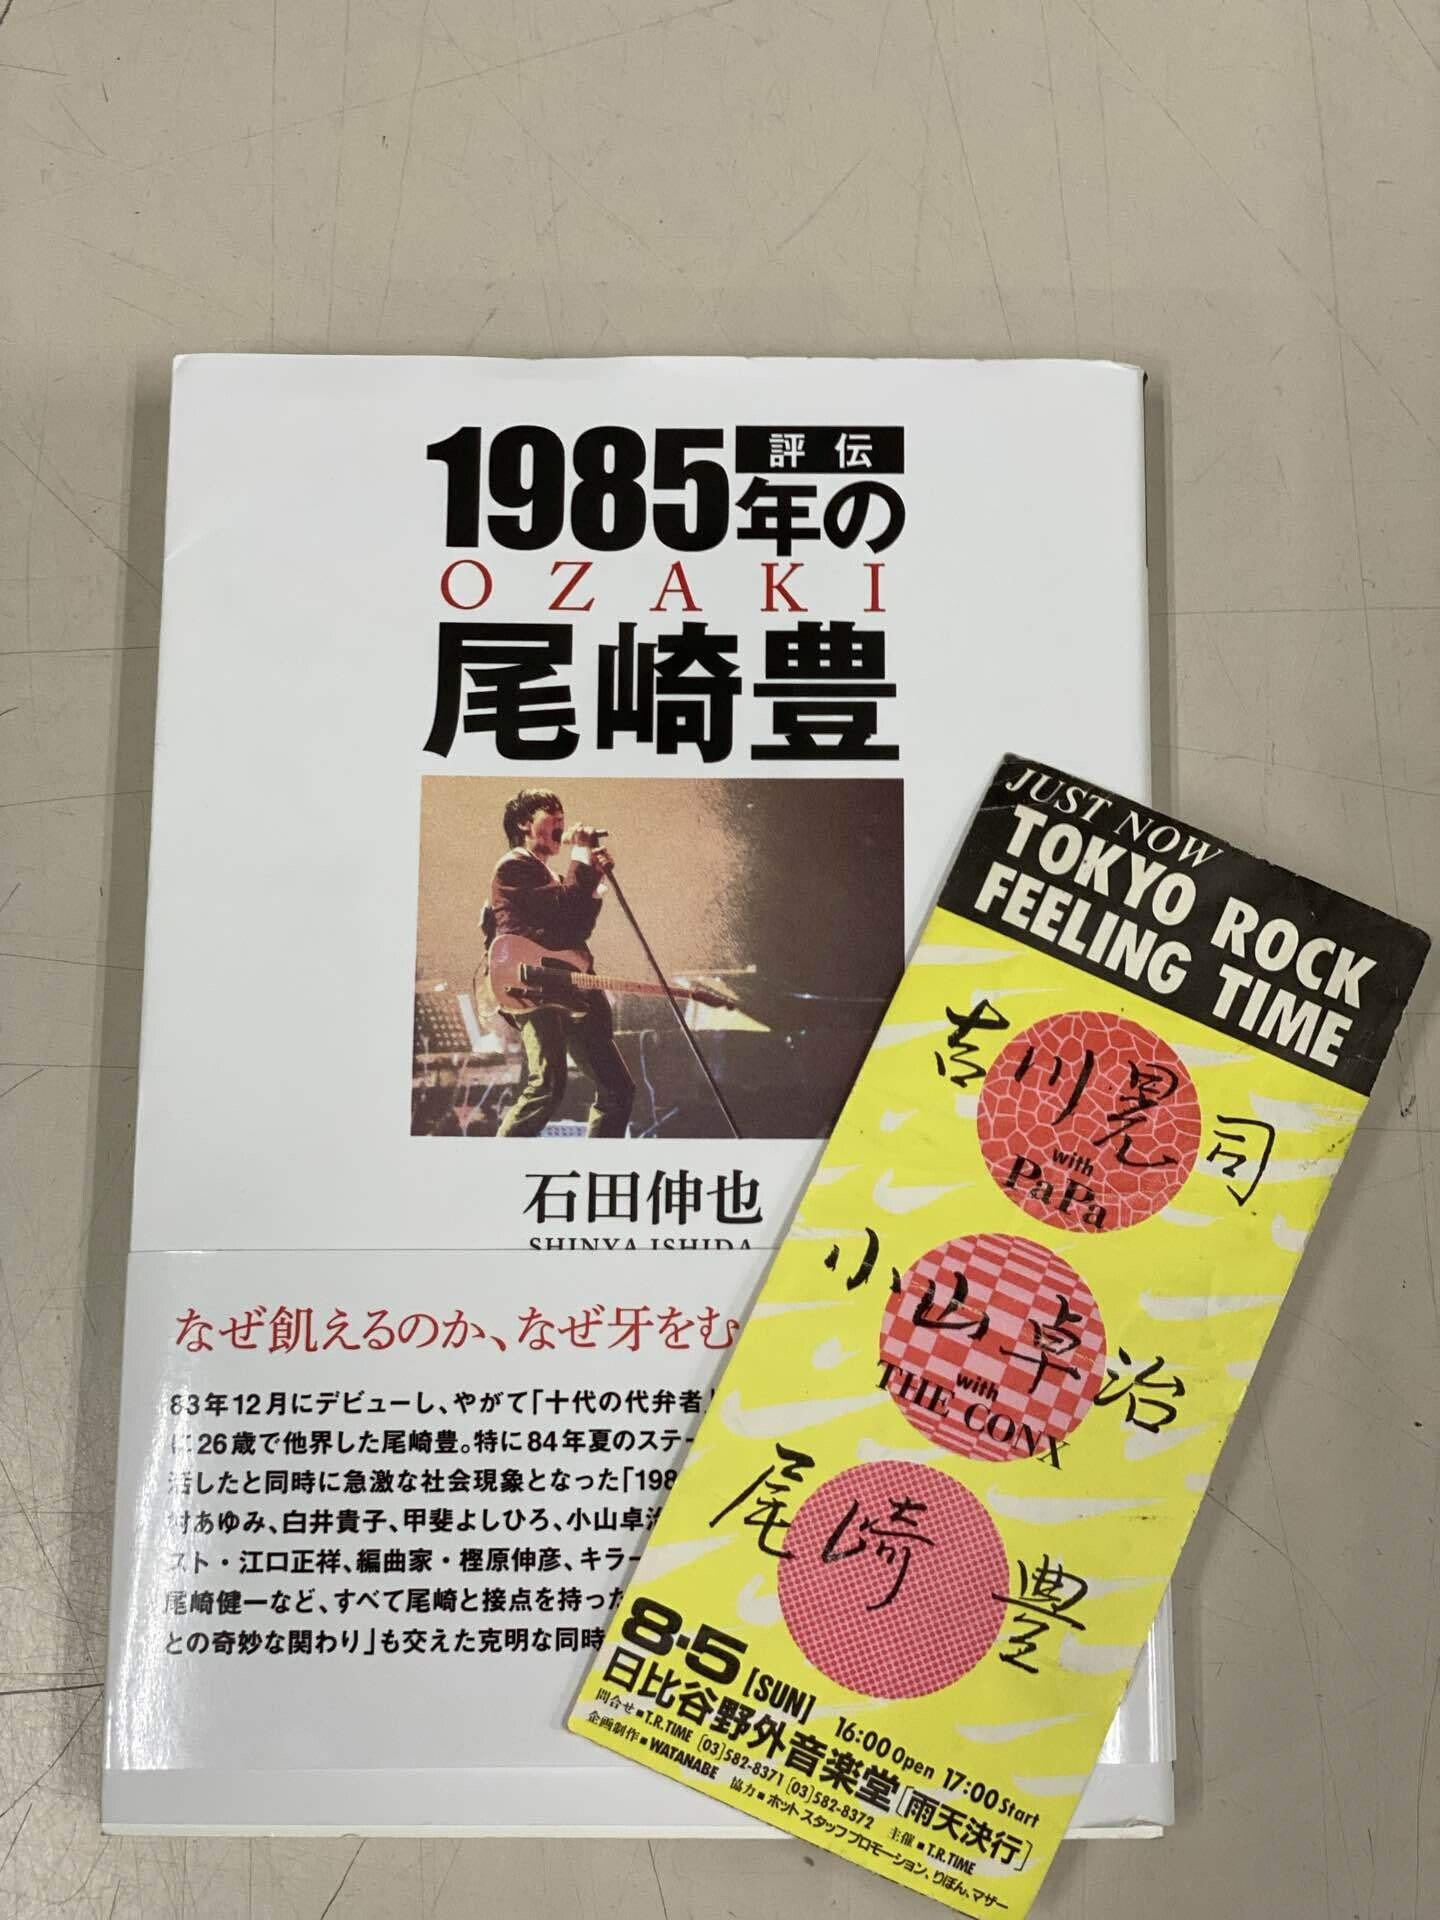 評伝
1985年の
OZAKI
尾崎豊
石田伸也
SHINYA ISHIDA
なぜ飢えるのか、なぜ牙をむ
83年12月にデビューし、やがて「十代の代弁者」
に26歳で他界した尾崎豊。特に84年夏のステー
活したと同時に急激な社会現象となった「198
村あゆみ、白井貴子、甲斐よしひろ、小山卓治
スト・江口正祥、編曲家・樫原伸彦、キラー
尾崎健一など、すべて尾崎と接点を持った
との奇妙な関わり」も交えた克明な同時
JUST NOW
TOKYO ROCK
FEELING TIME
吉川晃司
with
PaPa
小山卓治
with
THE CONX
尾崎豊
8·5[SUN] 16:00 Open 17:00 Start
日比谷野外音楽堂[雨天決行]
問合せ■T.R.TIME [03]582-8371 [03]582-8372 主催■T.R.TIME
企画制作■WATANABE 協力■ホットスタッフプロモーション、りぼん、マザー